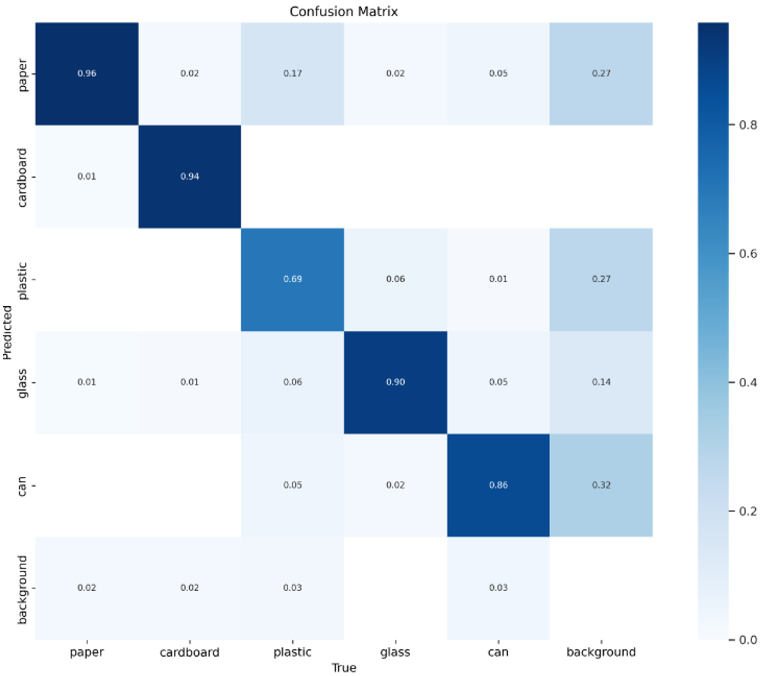 Confusion Matrix
paper 0.96 0.02 0.17 0.02 0.05 0.27
cardboard 0.01 0.94
plastic 0.69 0.06 0.01 0.27
glass 0.01 0.01 0.06 0.90 0.05 0.14
can 0.05 0.02 0.86 0.32
background 0.02 0.02 0.03 0.03
Predicted
paper cardboard plastic glass can background
True
0.8
0.6
0.4
0.2
0.0